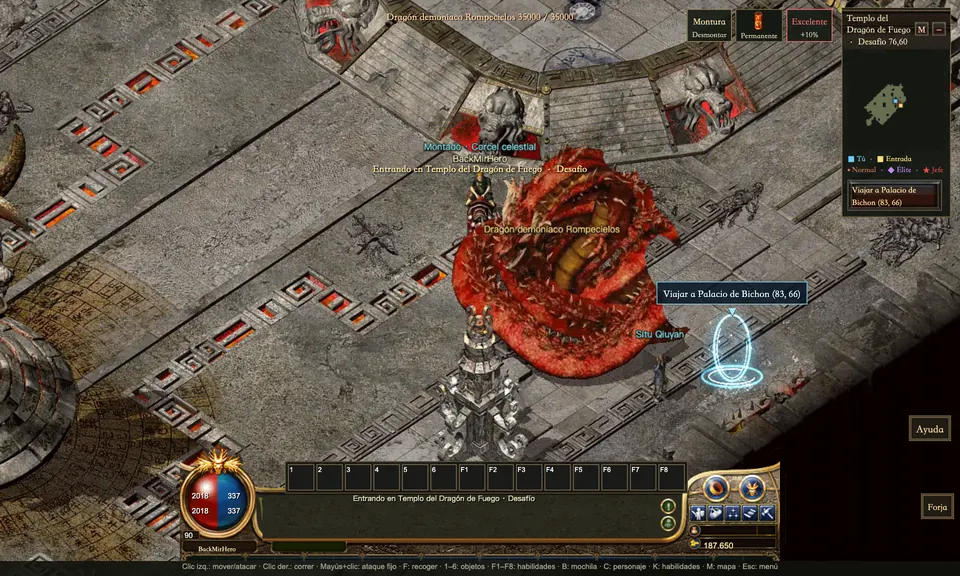 Dragón demoníaco Rompecielos 35000 / 35000
Montura
Desmontar
Permanente
Excelente
+10%
Templo del
Dragón de Fuego
M
−
· Desafío 76,60
Montado · Corcel celestial
BackMirHero
Entrando en Templo del Dragón de Fuego · Desafío
Tú · Entrada
Normal · Élite · Jefe
Viajar a Palacio de
Bichon (83, 66)
Dragón demoníaco Rompecielos
Viajar a Palacio de Bichon (83, 66)
Situ Qiuyan
Ayuda
1 2 3 4 5 6 F1 F2 F3 F4 F5 F6 F7 F8
2018 337
2018 337
Entrando en Templo del Dragón de Fuego · Desafío
Forja
90
187.650
BackMirHero
Clic izq.: mover/atacar · Clic der.: correr · Mayús+clic: ataque fijo · F: recoger · 1–6: objetos · F1–F8: habilidades · B: mochila · C: personaje · K: habilidades · M: mapa · Esc: menú